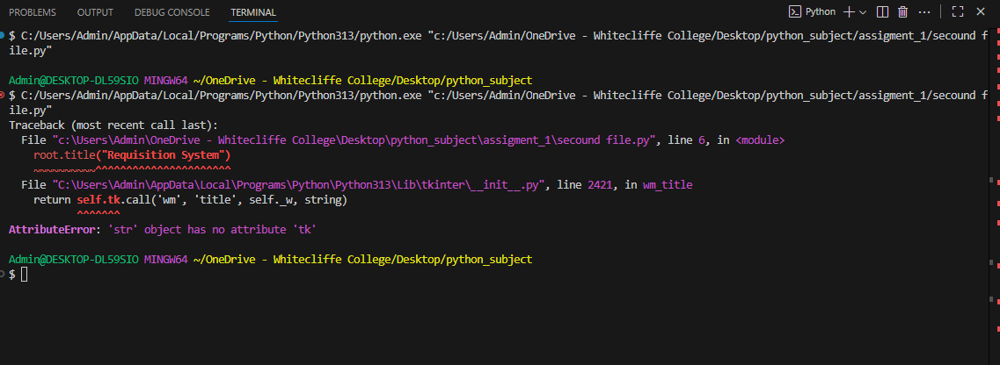 PROBLEMS OUTPUT DEBUG CONSOLE TERMINAL Python
$ C:/Users/Admin/AppData/Local/Programs/Python/Python313/python.exe "c:/Users/Admin/OneDrive - Whitecliffe College/Desktop/python_subject/assigment_1/secound f
ile.py"
Admin@DESKTOP-DL59SIO MINGW64 ~/OneDrive - Whitecliffe College/Desktop/python_subject
$ C:/Users/Admin/AppData/Local/Programs/Python/Python313/python.exe "c:/Users/Admin/OneDrive - Whitecliffe College/Desktop/python_subject/assigment_1/secound f
ile.py"
Traceback (most recent call last):
  File "c:\Users\Admin\OneDrive - Whitecliffe College\Desktop\python_subject\assigment_1\secound file.py", line 6, in <module>
    root.title("Requisition System")
    ~~~~~~~~~~^^^^^^^^^^^^^^^^^^^^^^
  File "C:\Users\Admin\AppData\Local\Programs\Python\Python313\Lib\tkinter\__init__.py", line 2421, in wm_title
    return self.tk.call('wm', 'title', self._w, string)
           ^^^^^^^
AttributeError: 'str' object has no attribute 'tk'
Admin@DESKTOP-DL59SIO MINGW64 ~/OneDrive - Whitecliffe College/Desktop/python_subject
$